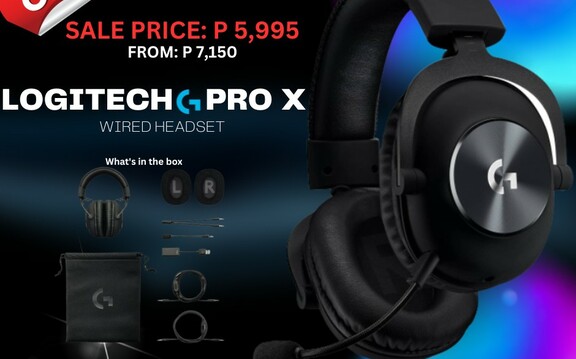 SALE PRICE: P 5,995
FROM: P 7,150
LOGITECH G PRO X
WIRED HEADSET
What's in the box
L R